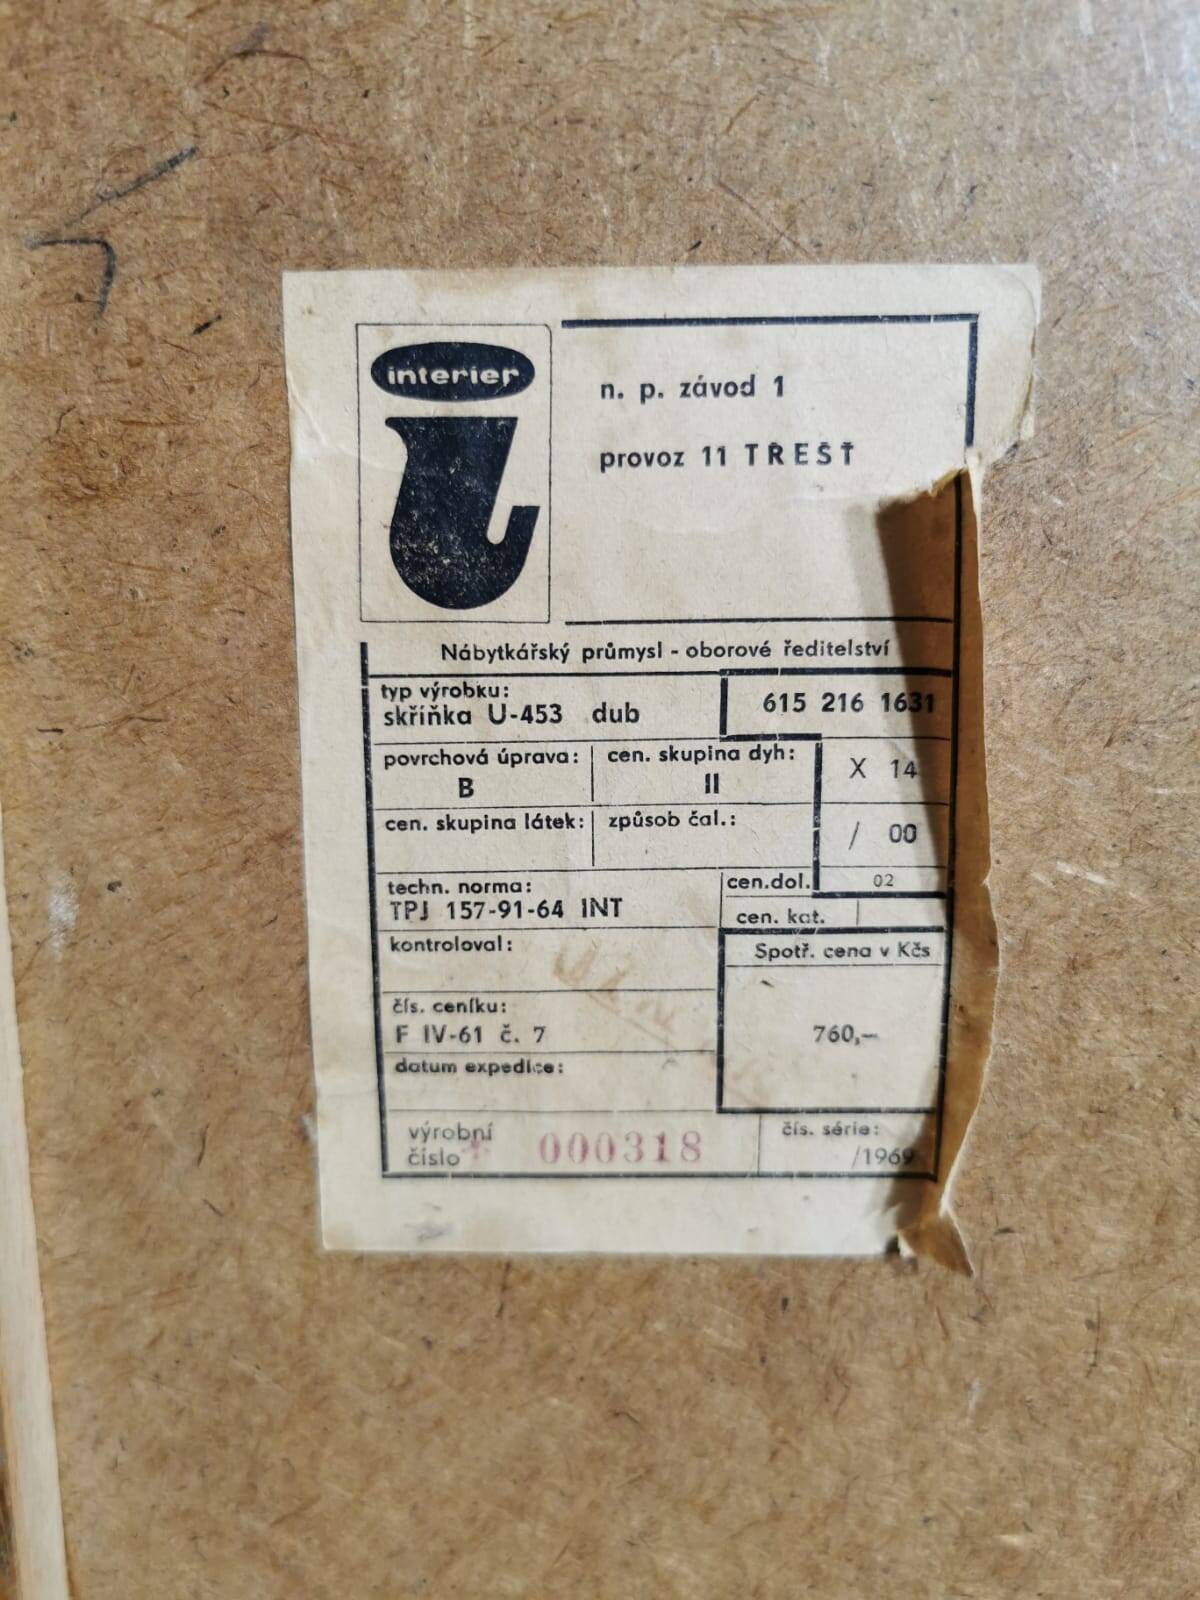 interier
n. p. závod 1
provoz 11 TŘEŠŤ
Nábytkářský průmysl - oborové ředitelství
typ výrobku:
skříňka U-453 dub
615 216 1631
povrchová úprava:
B
cen. skupina dyh:
II
X 14
cen. skupina látek:
způsob čal.:
/ 00
techn. norma:
TPJ 157-91-64 INT
cen.dol.
02
cen. kat.
kontroloval:
Spotř. cena v Kčs
760,–
čís. ceníku:
F IV-61 č. 7
datum expedice:
výrobní
číslo
000318
čís. série:
/1969